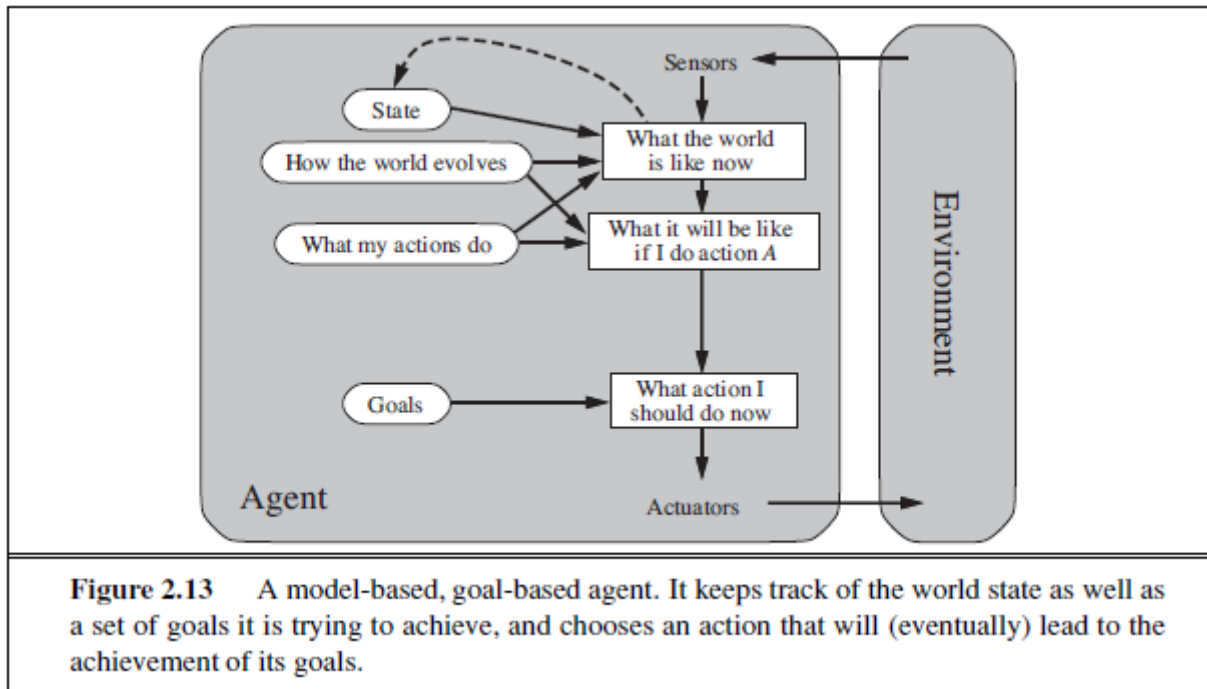 Sensors
State
What the world
is like now
How the world evolves
What it will be like
if I do action A
What my actions do
Environment
What action I
should do now
Goals
Agent
Actuators
Figure 2.13 A model-based, goal-based agent. It keeps track of the world state as well as
a set of goals it is trying to achieve, and chooses an action that will (eventually) lead to the
achievement of its goals.